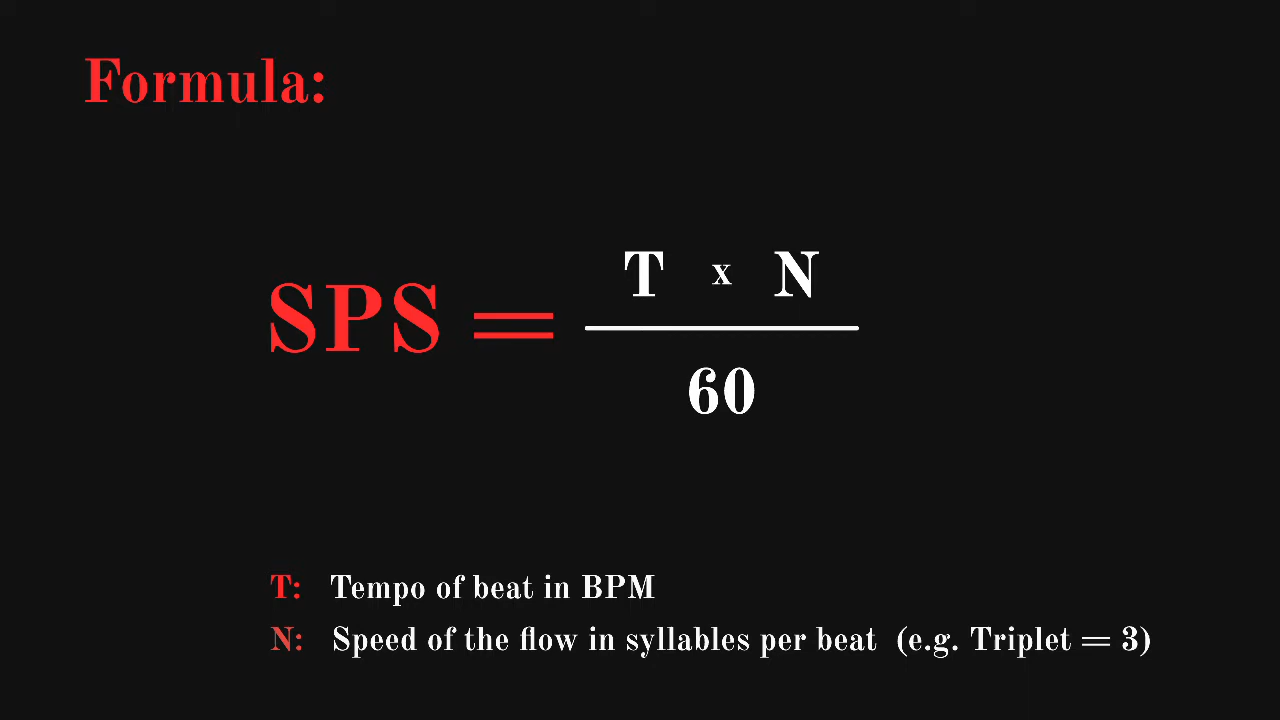 Formula:
SPS =
T x N
60
T: Tempo of beat in BPM
N: Speed of the flow in syllables per beat (e.g. Triplet = 3)